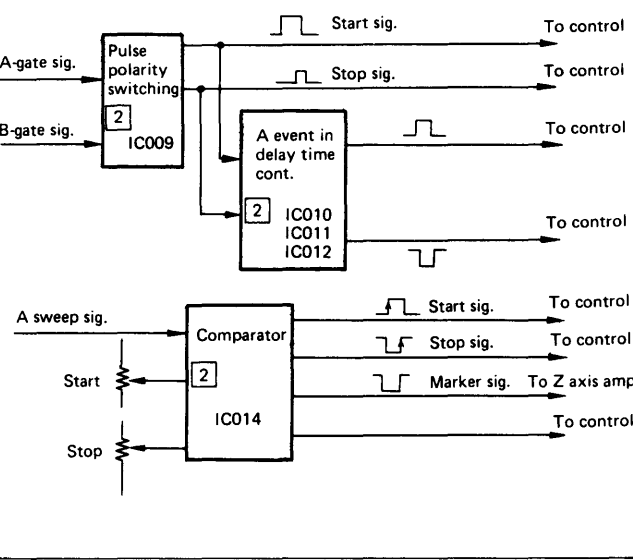 Start sig.
To control
A-gate sig.
Pulse
polarity
switching
2
IC009
Stop sig.
To control
B-gate sig.
A event in
delay time
cont.
2
IC010
IC011
IC012
To control
To control
A sweep sig.
Comparator
2
IC014
Start
Stop
Start sig.
To control
Stop sig.
To control
Marker sig.
To Z axis amp
To control